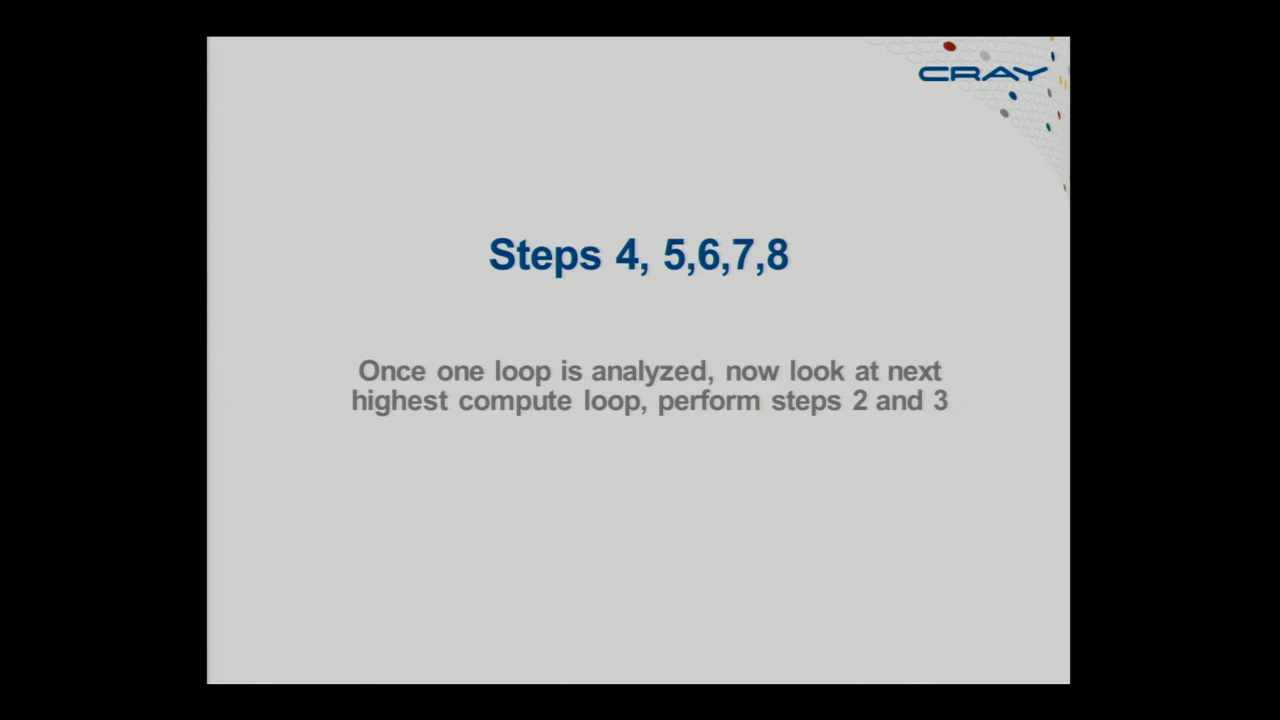 CRAY
Steps 4, 5,6,7,8
Once one loop is analyzed, now look at next
highest compute loop, perform steps 2 and 3